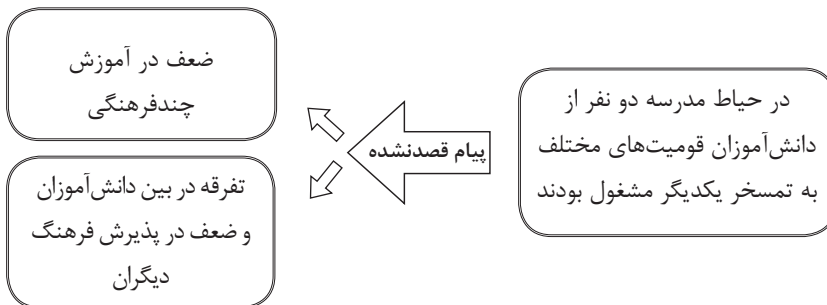 در حیاط مدرسه دو نفر از
دانش‌آموزان قومیت‌های مختلف
به تمسخر یکدیگر مشغول بودند
پیام قصدنشده
ضعف در آموزش
چندفرهنگی
تفرقه در بین دانش‌آموزان
و ضعف در پذیرش فرهنگ
دیگران